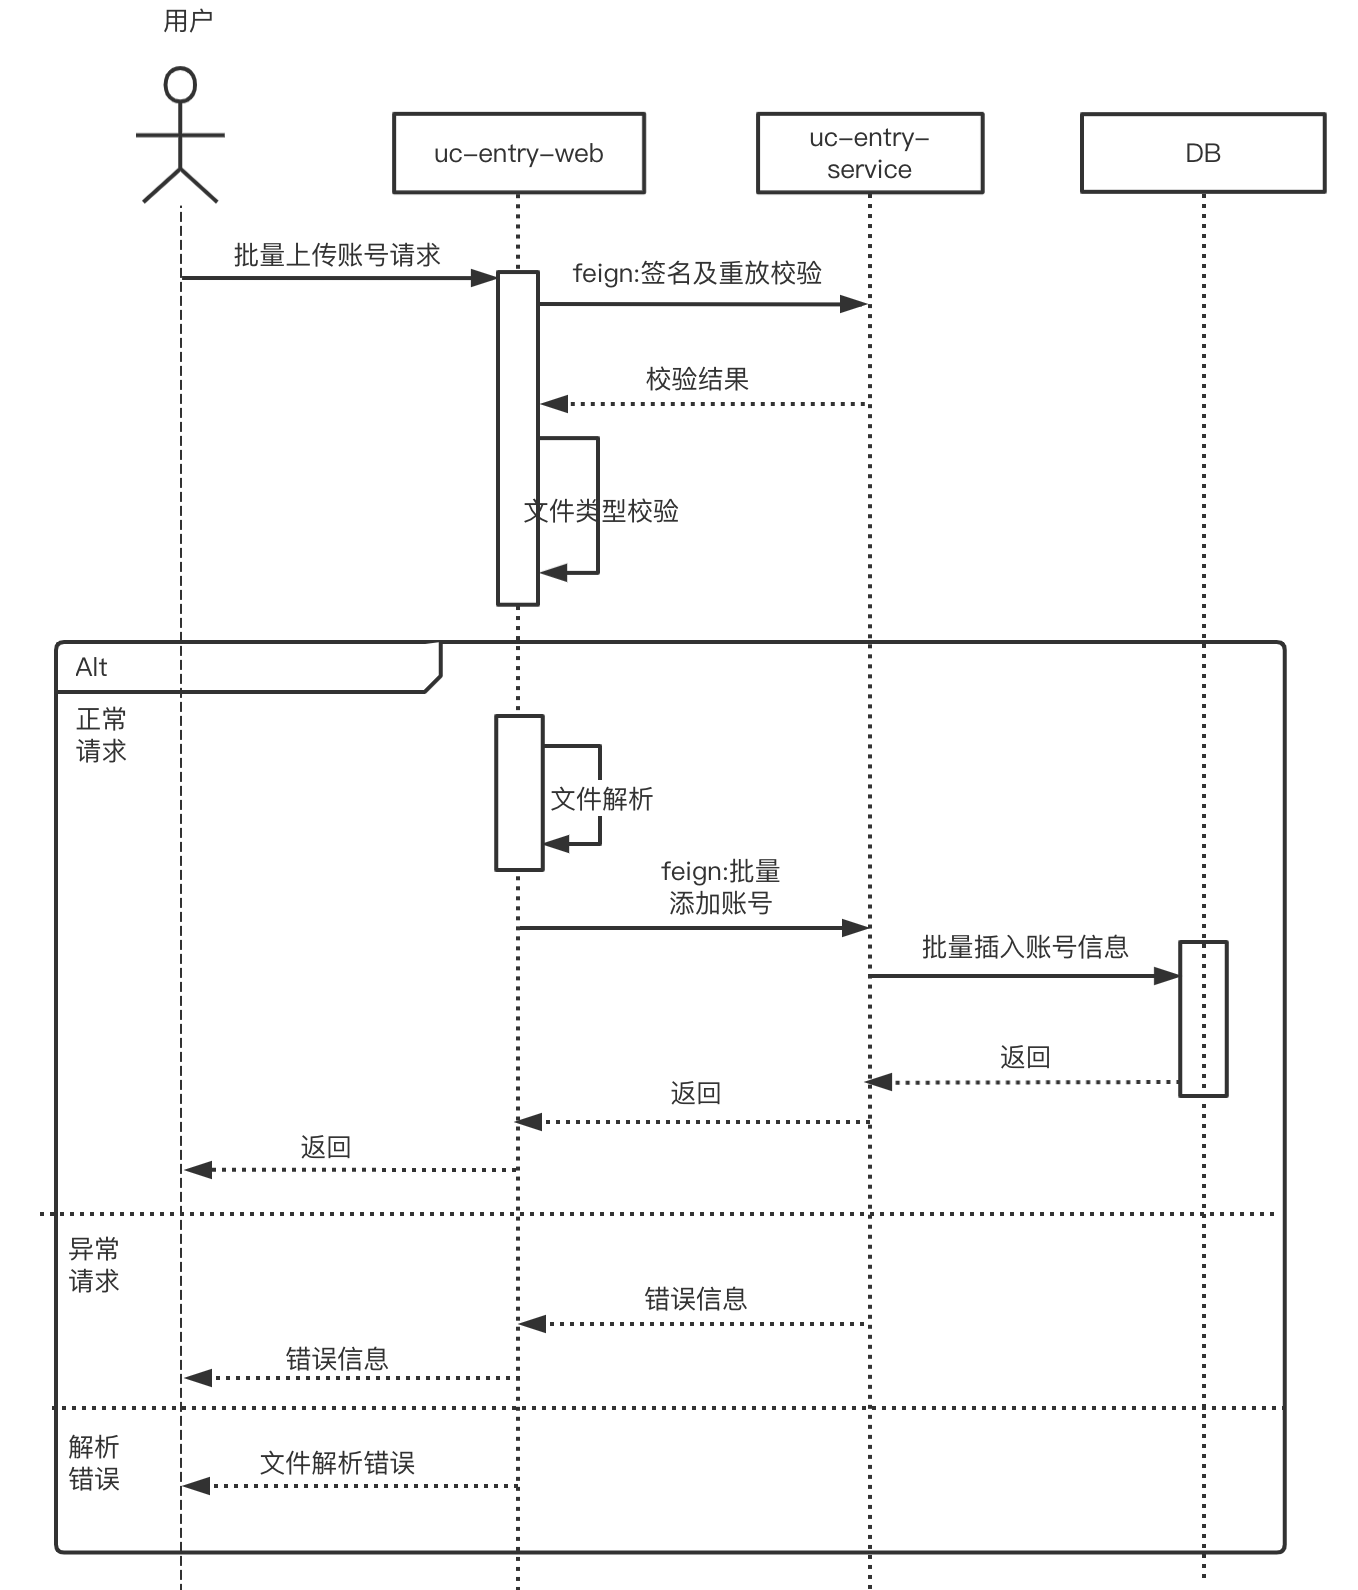 用户
uc-entry-web
uc-entry-
service
DB
批量上传账号请求
feign:签名及重放校验
校验结果
文件类型校验
Alt
正常
请求
文件解析
feign:批量
添加账号
批量插入账号信息
返回
返回
返回
异常
请求
错误信息
错误信息
解析
错误
文件解析错误